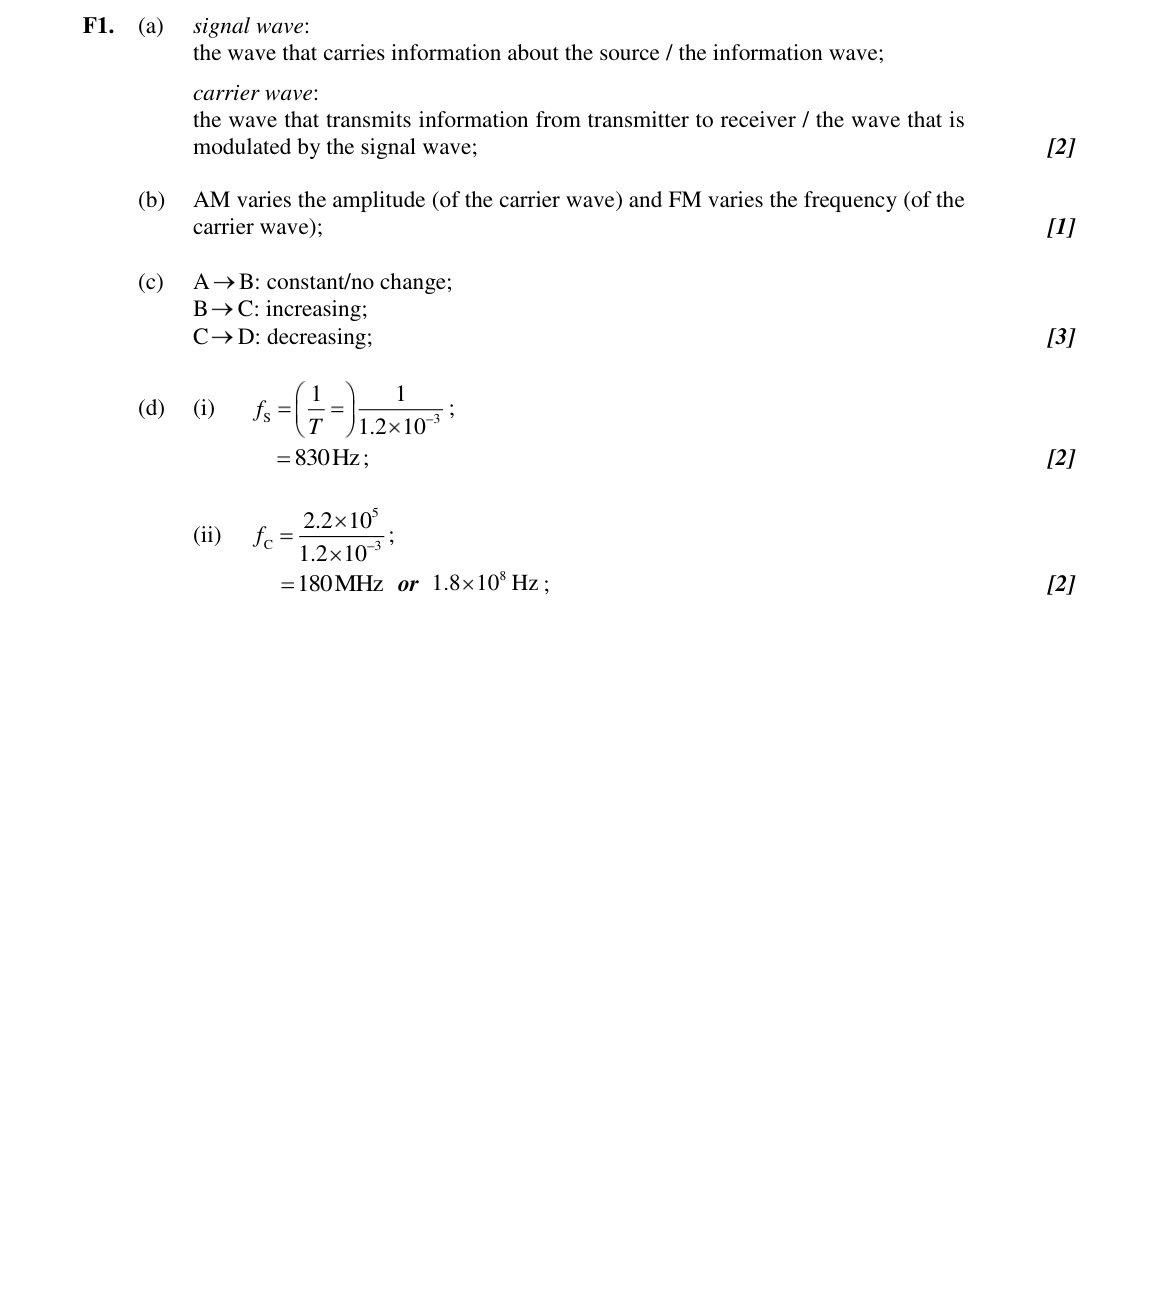 F1. (a) signal wave:
the wave that carries information about the source / the information wave;
carrier wave:
the wave that transmits information from transmitter to receiver / the wave that is
modulated by the signal wave; [2]
(b) AM varies the amplitude (of the carrier wave) and FM varies the frequency (of the
carrier wave); [1]
(c) A→B: constant/no change;
B→C: increasing;
C→D: decreasing; [3]
(d) (i) f_S = (1/T =) 1/(1.2×10⁻³) ;
= 830 Hz ; [2]
(ii) f_C = (2.2×10⁵)/(1.2×10⁻³) ;
= 180 MHz or 1.8×10⁸ Hz ; [2]